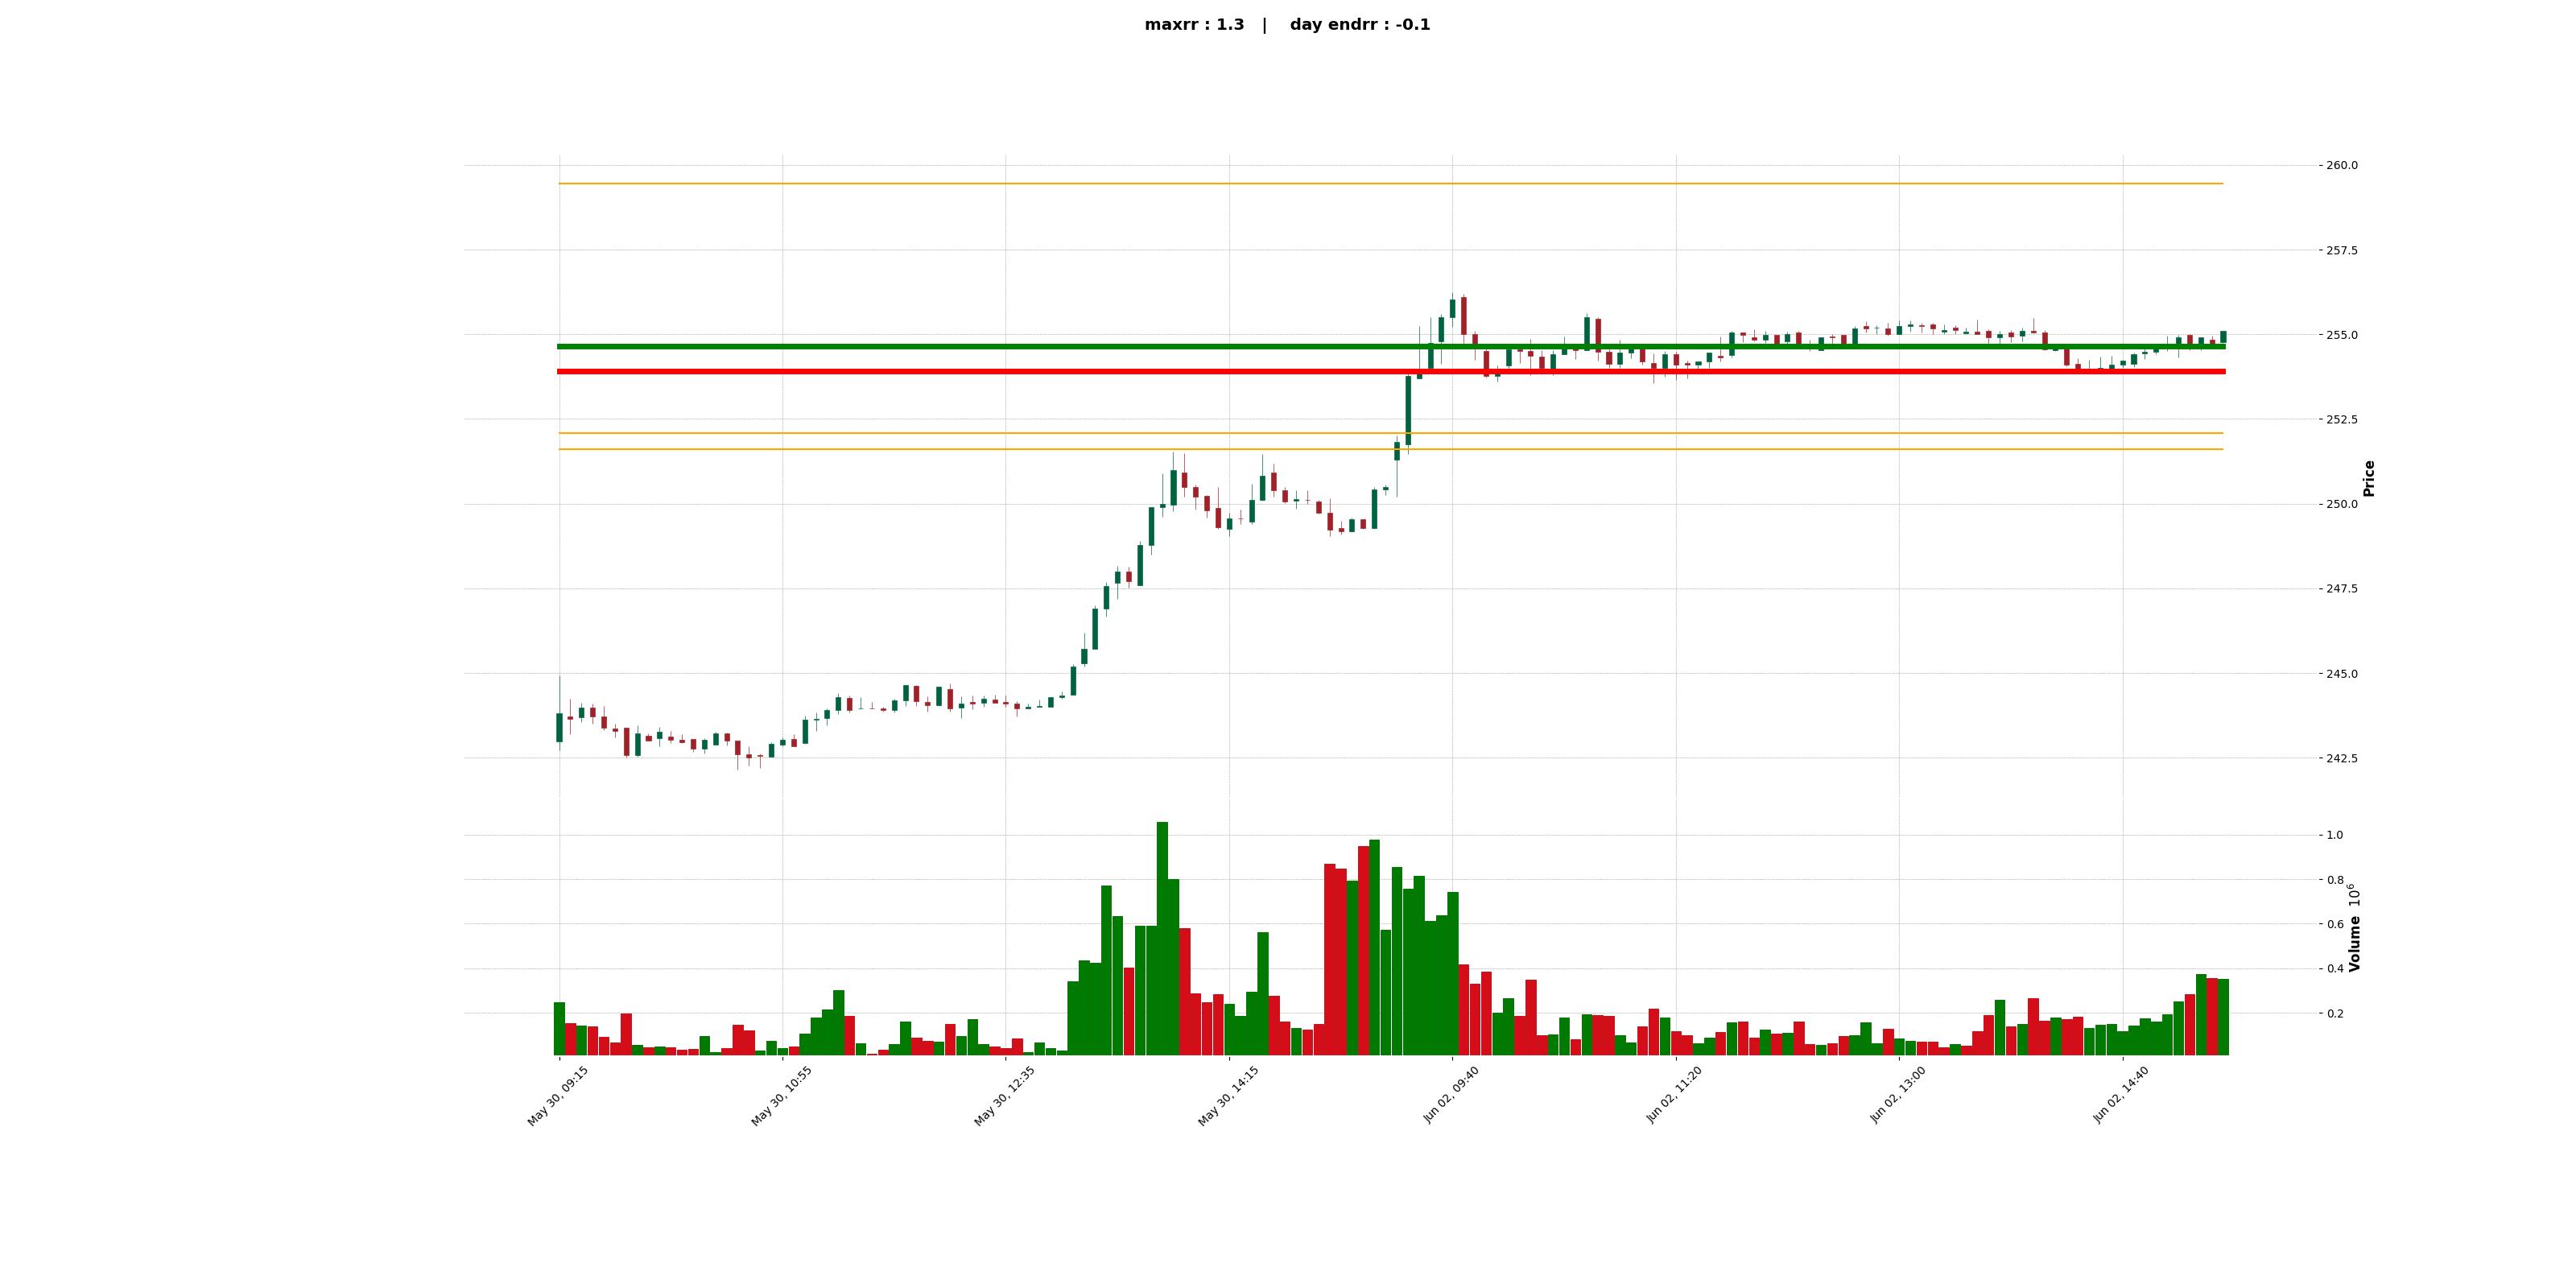 maxrr : 1.3 | day endrr : -0.1
260.0
257.5
255.0
252.5
250.0
247.5
245.0
242.5
Price
1.0
0.8
0.6
0.4
0.2
Volume 10⁶
May 30, 09:15
May 30, 10:55
May 30, 12:35
May 30, 14:15
Jun 02, 09:40
Jun 02, 11:20
Jun 02, 13:00
Jun 02, 14:40